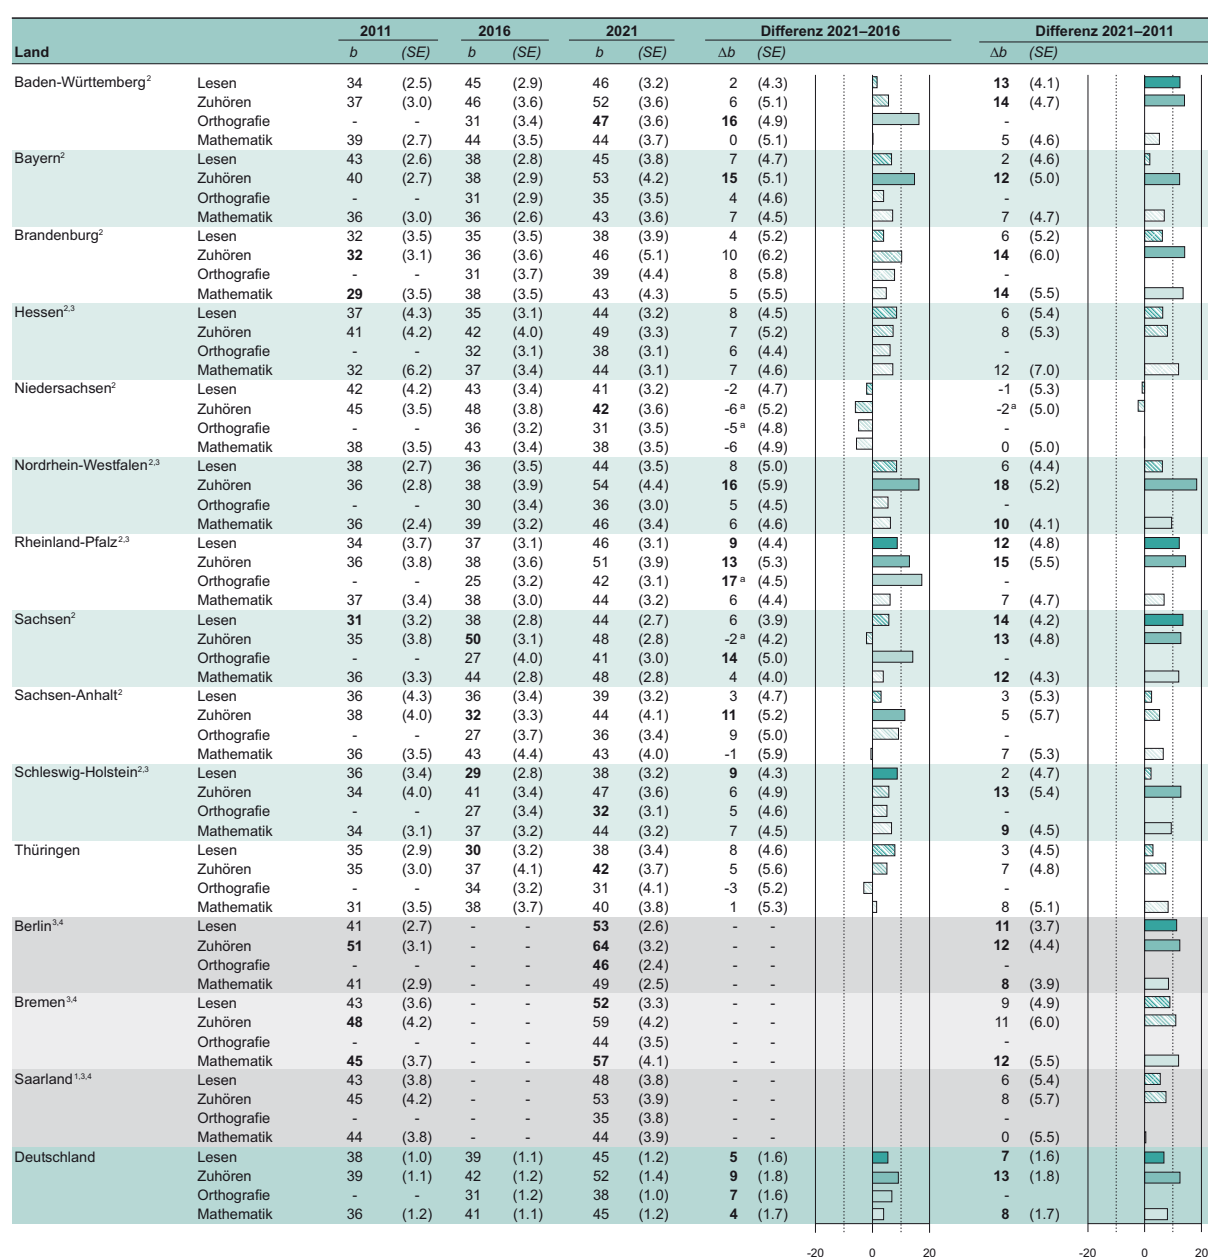 2011 2016 2021 Differenz 2021–2016 Differenz 2021–2011
Land b (SE) b (SE) b (SE) Δb (SE) Δb (SE)
Baden-Württemberg² Lesen 34 (2.5) 45 (2.9) 46 (3.2) 2 (4.3) 13 (4.1)
Zuhören 37 (3.0) 46 (3.6) 52 (3.6) 6 (5.1) 14 (4.7)
Orthografie - - 31 (3.4) 47 (3.6) 16 (4.9) -
Mathematik 39 (2.7) 44 (3.5) 44 (3.7) 0 (5.1) 5 (4.6)
Bayern² Lesen 43 (2.6) 38 (2.8) 45 (3.8) 7 (4.7) 2 (4.6)
Zuhören 40 (2.7) 38 (2.9) 53 (4.2) 15 (5.1) 12 (5.0)
Orthografie - - 31 (2.9) 35 (3.5) 4 (4.6) -
Mathematik 36 (3.0) 36 (2.6) 43 (3.6) 7 (4.5) 7 (4.7)
Brandenburg² Lesen 32 (3.5) 35 (3.5) 38 (3.9) 4 (5.2) 6 (5.2)
Zuhören 32 (3.1) 36 (3.6) 46 (5.1) 10 (6.2) 14 (6.0)
Orthografie - - 31 (3.7) 39 (4.4) 8 (5.8) -
Mathematik 29 (3.5) 38 (3.5) 43 (4.3) 5 (5.5) 14 (5.5)
Hessen²,³ Lesen 37 (4.3) 35 (3.1) 44 (3.2) 8 (4.5) 6 (5.4)
Zuhören 41 (4.2) 42 (4.0) 49 (3.3) 7 (5.2) 8 (5.3)
Orthografie - - 32 (3.1) 38 (3.1) 6 (4.4) -
Mathematik 32 (6.2) 37 (3.4) 44 (3.1) 7 (4.6) 12 (7.0)
Niedersachsen² Lesen 42 (4.2) 43 (3.4) 41 (3.2) -2 (4.7) -1 (5.3)
Zuhören 45 (3.5) 48 (3.8) 42 (3.6) -6 ª (5.2) -2 ª (5.0)
Orthografie - - 36 (3.2) 31 (3.5) -5 ª (4.8) -
Mathematik 38 (3.5) 43 (3.4) 38 (3.5) -6 (4.9) 0 (5.0)
Nordrhein-Westfalen²,³ Lesen 38 (2.7) 36 (3.5) 44 (3.5) 8 (5.0) 6 (4.4)
Zuhören 36 (2.8) 38 (3.9) 54 (4.4) 16 (5.9) 18 (5.2)
Orthografie - - 30 (3.4) 36 (3.0) 5 (4.5) -
Mathematik 36 (2.4) 39 (3.2) 46 (3.4) 6 (4.6) 10 (4.1)
Rheinland-Pfalz²,³ Lesen 34 (3.7) 37 (3.1) 46 (3.1) 9 (4.4) 12 (4.8)
Zuhören 36 (3.8) 38 (3.6) 51 (3.9) 13 (5.3) 15 (5.5)
Orthografie - - 25 (3.2) 42 (3.1) 17 ª (4.5) -
Mathematik 37 (3.4) 38 (3.0) 44 (3.2) 6 (4.4) 7 (4.7)
Sachsen² Lesen 31 (3.2) 38 (2.8) 44 (2.7) 6 (3.9) 14 (4.2)
Zuhören 35 (3.8) 50 (3.1) 48 (2.8) -2 ª (4.2) 13 (4.8)
Orthografie - - 27 (4.0) 41 (3.0) 14 (5.0) -
Mathematik 36 (3.3) 44 (2.8) 48 (2.8) 4 (4.0) 12 (4.3)
Sachsen-Anhalt² Lesen 36 (4.3) 36 (3.4) 39 (3.2) 3 (4.7) 3 (5.3)
Zuhören 38 (4.0) 32 (3.3) 44 (4.1) 11 (5.2) 5 (5.7)
Orthografie - - 27 (3.7) 36 (3.4) 9 (5.0) -
Mathematik 36 (3.5) 43 (4.4) 43 (4.0) -1 (5.9) 7 (5.3)
Schleswig-Holstein²,³ Lesen 36 (3.4) 29 (2.8) 38 (3.2) 9 (4.3) 2 (4.7)
Zuhören 34 (4.0) 41 (3.4) 47 (3.6) 6 (4.9) 13 (5.4)
Orthografie - - 27 (3.4) 32 (3.1) 5 (4.6) -
Mathematik 34 (3.1) 37 (3.2) 44 (3.2) 7 (4.5) 9 (4.5)
Thüringen Lesen 35 (2.9) 30 (3.2) 38 (3.4) 8 (4.6) 3 (4.5)
Zuhören 35 (3.0) 37 (4.1) 42 (3.7) 5 (5.6) 7 (4.8)
Orthografie - - 34 (3.2) 31 (4.1) -3 (5.2) -
Mathematik 31 (3.5) 38 (3.7) 40 (3.8) 1 (5.3) 8 (5.1)
Berlin³,⁴ Lesen 41 (2.7) - - 53 (2.6) - - 11 (3.7)
Zuhören 51 (3.1) - - 64 (3.2) - - 12 (4.4)
Orthografie - - - - 46 (2.4) - - -
Mathematik 41 (2.9) - - 49 (2.5) - - 8 (3.9)
Bremen³,⁴ Lesen 43 (3.6) - - 52 (3.3) - - 9 (4.9)
Zuhören 48 (4.2) - - 59 (4.2) - - 11 (6.0)
Orthografie - - - - 44 (3.5) - - -
Mathematik 45 (3.7) - - 57 (4.1) - - 12 (5.5)
Saarland¹,³,⁴ Lesen 43 (3.8) - - 48 (3.8) - - 6 (5.4)
Zuhören 45 (4.2) - - 53 (3.9) - - 8 (5.7)
Orthografie - - - - 35 (3.8) - - -
Mathematik 44 (3.8) - - 44 (3.9) - - 0 (5.5)
Deutschland Lesen 38 (1.0) 39 (1.1) 45 (1.2) 5 (1.6) 7 (1.6)
Zuhören 39 (1.1) 42 (1.2) 52 (1.4) 9 (1.8) 13 (1.8)
Orthografie - - 31 (1.2) 38 (1.0) 7 (1.6) -
Mathematik 36 (1.2) 41 (1.1) 45 (1.2) 4 (1.7) 8 (1.7)
-20 0 20 -20 0 20